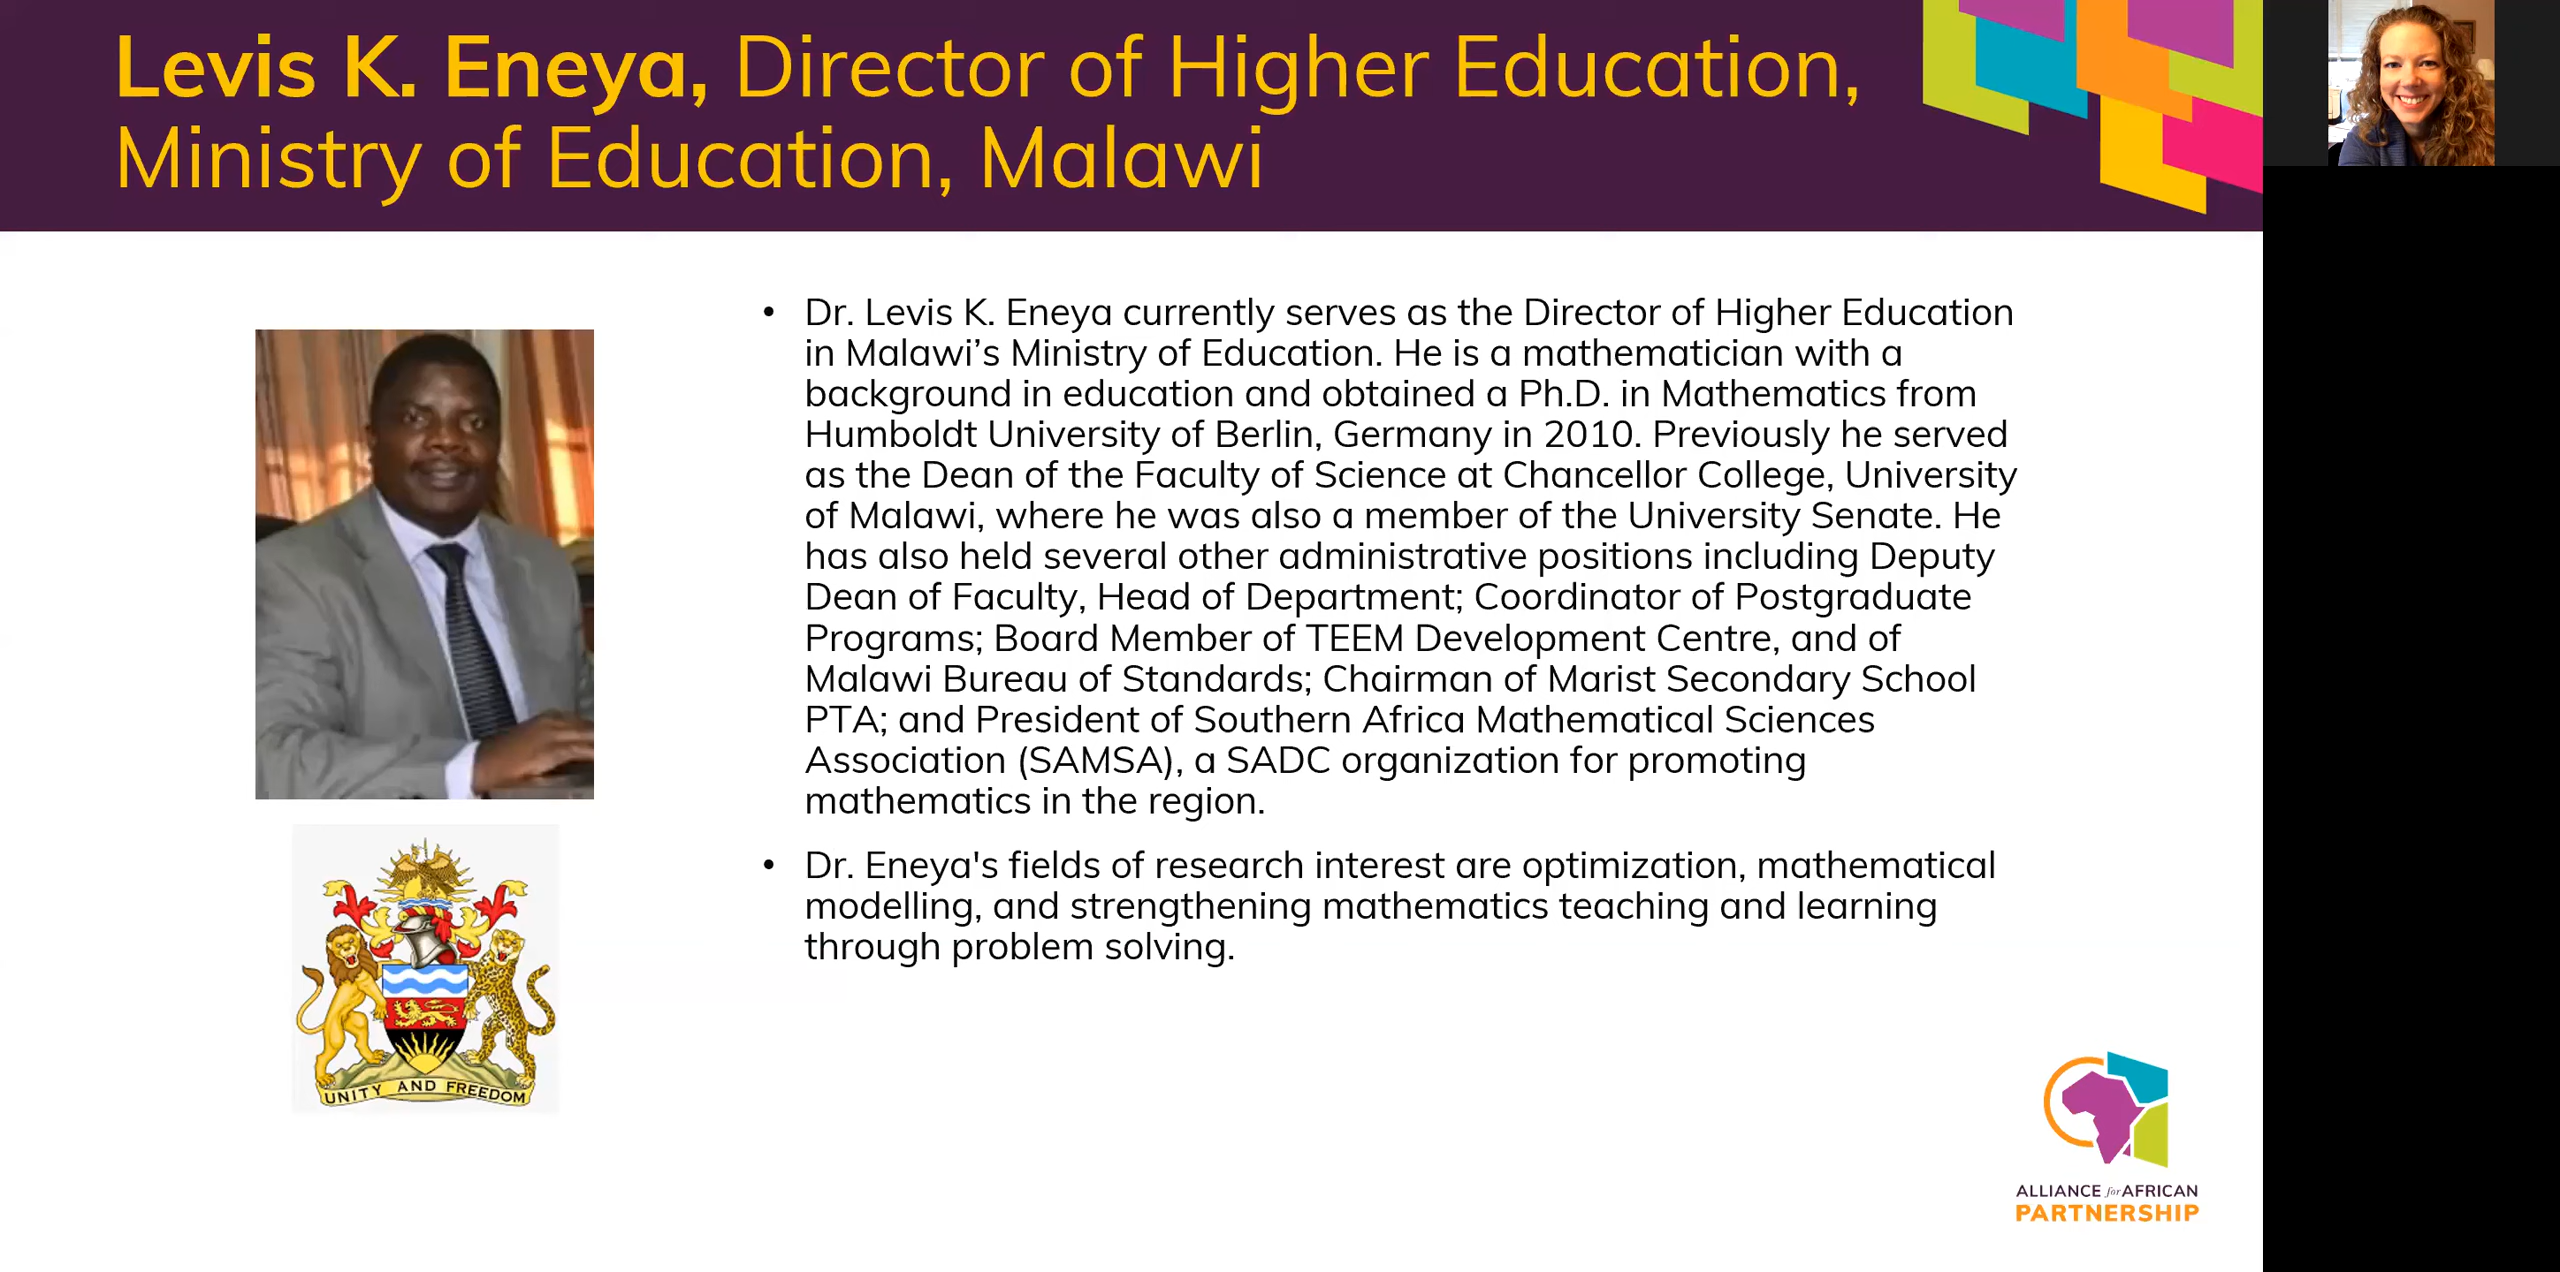 Levis K. Eneya, Director of Higher Education,
Ministry of Education, Malawi
• Dr. Levis K. Eneya currently serves as the Director of Higher Education
in Malawi’s Ministry of Education. He is a mathematician with a
background in education and obtained a Ph.D. in Mathematics from
Humboldt University of Berlin, Germany in 2010. Previously he served
as the Dean of the Faculty of Science at Chancellor College, University
of Malawi, where he was also a member of the University Senate. He
has also held several other administrative positions including Deputy
Dean of Faculty, Head of Department; Coordinator of Postgraduate
Programs; Board Member of TEEM Development Centre, and of
Malawi Bureau of Standards; Chairman of Marist Secondary School
PTA; and President of Southern Africa Mathematical Sciences
Association (SAMSA), a SADC organization for promoting
mathematics in the region.
• Dr. Eneya's fields of research interest are optimization, mathematical
modelling, and strengthening mathematics teaching and learning
through problem solving.
UNITY AND FREEDOM
ALLIANCE for AFRICAN
PARTNERSHIP